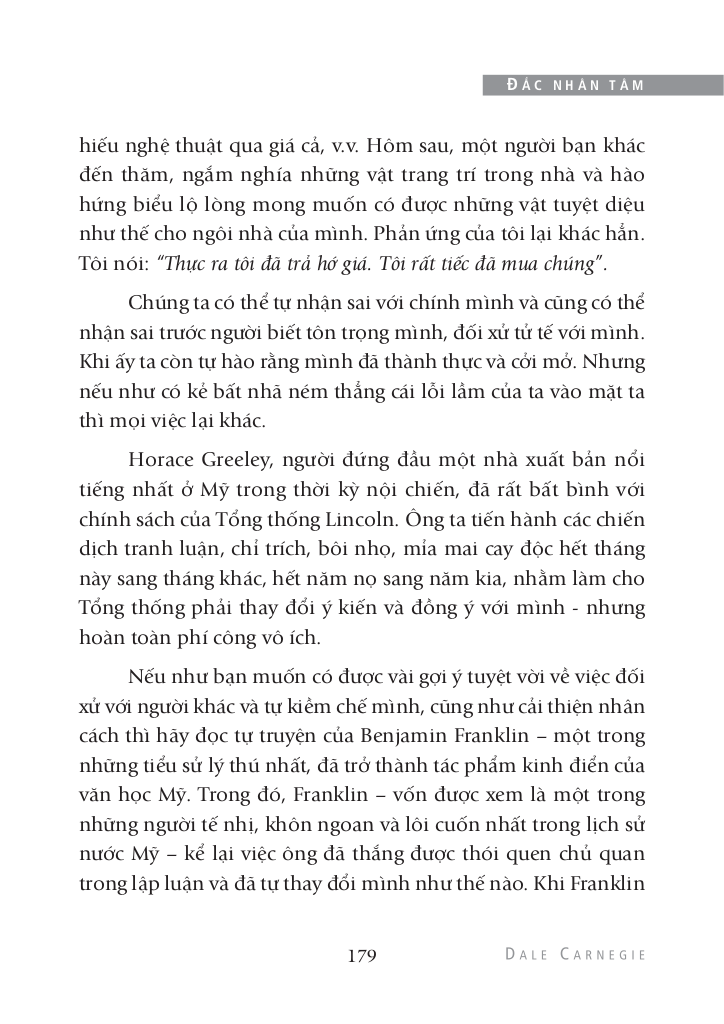 ĐẮC NHÂN TÂM
hiếu nghệ thuật qua giá cả, v.v. Hôm sau, một người bạn khác
đến thăm, ngắm nghía những vật trang trí trong nhà và hào
hứng biểu lộ lòng mong muốn có được những vật tuyệt diệu
như thế cho ngôi nhà của mình. Phản ứng của tôi lại khác hẳn.
Tôi nói: “Thực ra tôi đã trả hớ giá. Tôi rất tiếc đã mua chúng”.
Chúng ta có thể tự nhận sai với chính mình và cũng có thể
nhận sai trước người biết tôn trọng mình, đối xử tử tế với mình.
Khi ấy ta còn tự hào rằng mình đã thành thực và cởi mở. Nhưng
nếu như có kẻ bất nhã ném thẳng cái lỗi lầm của ta vào mặt ta
thì mọi việc lại khác.
Horace Greeley, người đứng đầu một nhà xuất bản nổi
tiếng nhất ở Mỹ trong thời kỳ nội chiến, đã rất bất bình với
chính sách của Tổng thống Lincoln. Ông ta tiến hành các chiến
dịch tranh luận, chỉ trích, bôi nhọ, mỉa mai cay độc hết tháng
này sang tháng khác, hết năm nọ sang năm kia, nhằm làm cho
Tổng thống phải thay đổi ý kiến và đồng ý với mình - nhưng
hoàn toàn phí công vô ích.
Nếu như bạn muốn có được vài gợi ý tuyệt vời về việc đối
xử với người khác và tự kiềm chế mình, cũng như cải thiện nhân
cách thì hãy đọc tự truyện của Benjamin Franklin – một trong
những tiểu sử lý thú nhất, đã trở thành tác phẩm kinh điển của
văn học Mỹ. Trong đó, Franklin – vốn được xem là một trong
những người tế nhị, khôn ngoan và lôi cuốn nhất trong lịch sử
nước Mỹ – kể lại việc ông đã thắng được thói quen chủ quan
trong lập luận và đã tự thay đổi mình như thế nào. Khi Franklin
179
DALE CARNEGIE